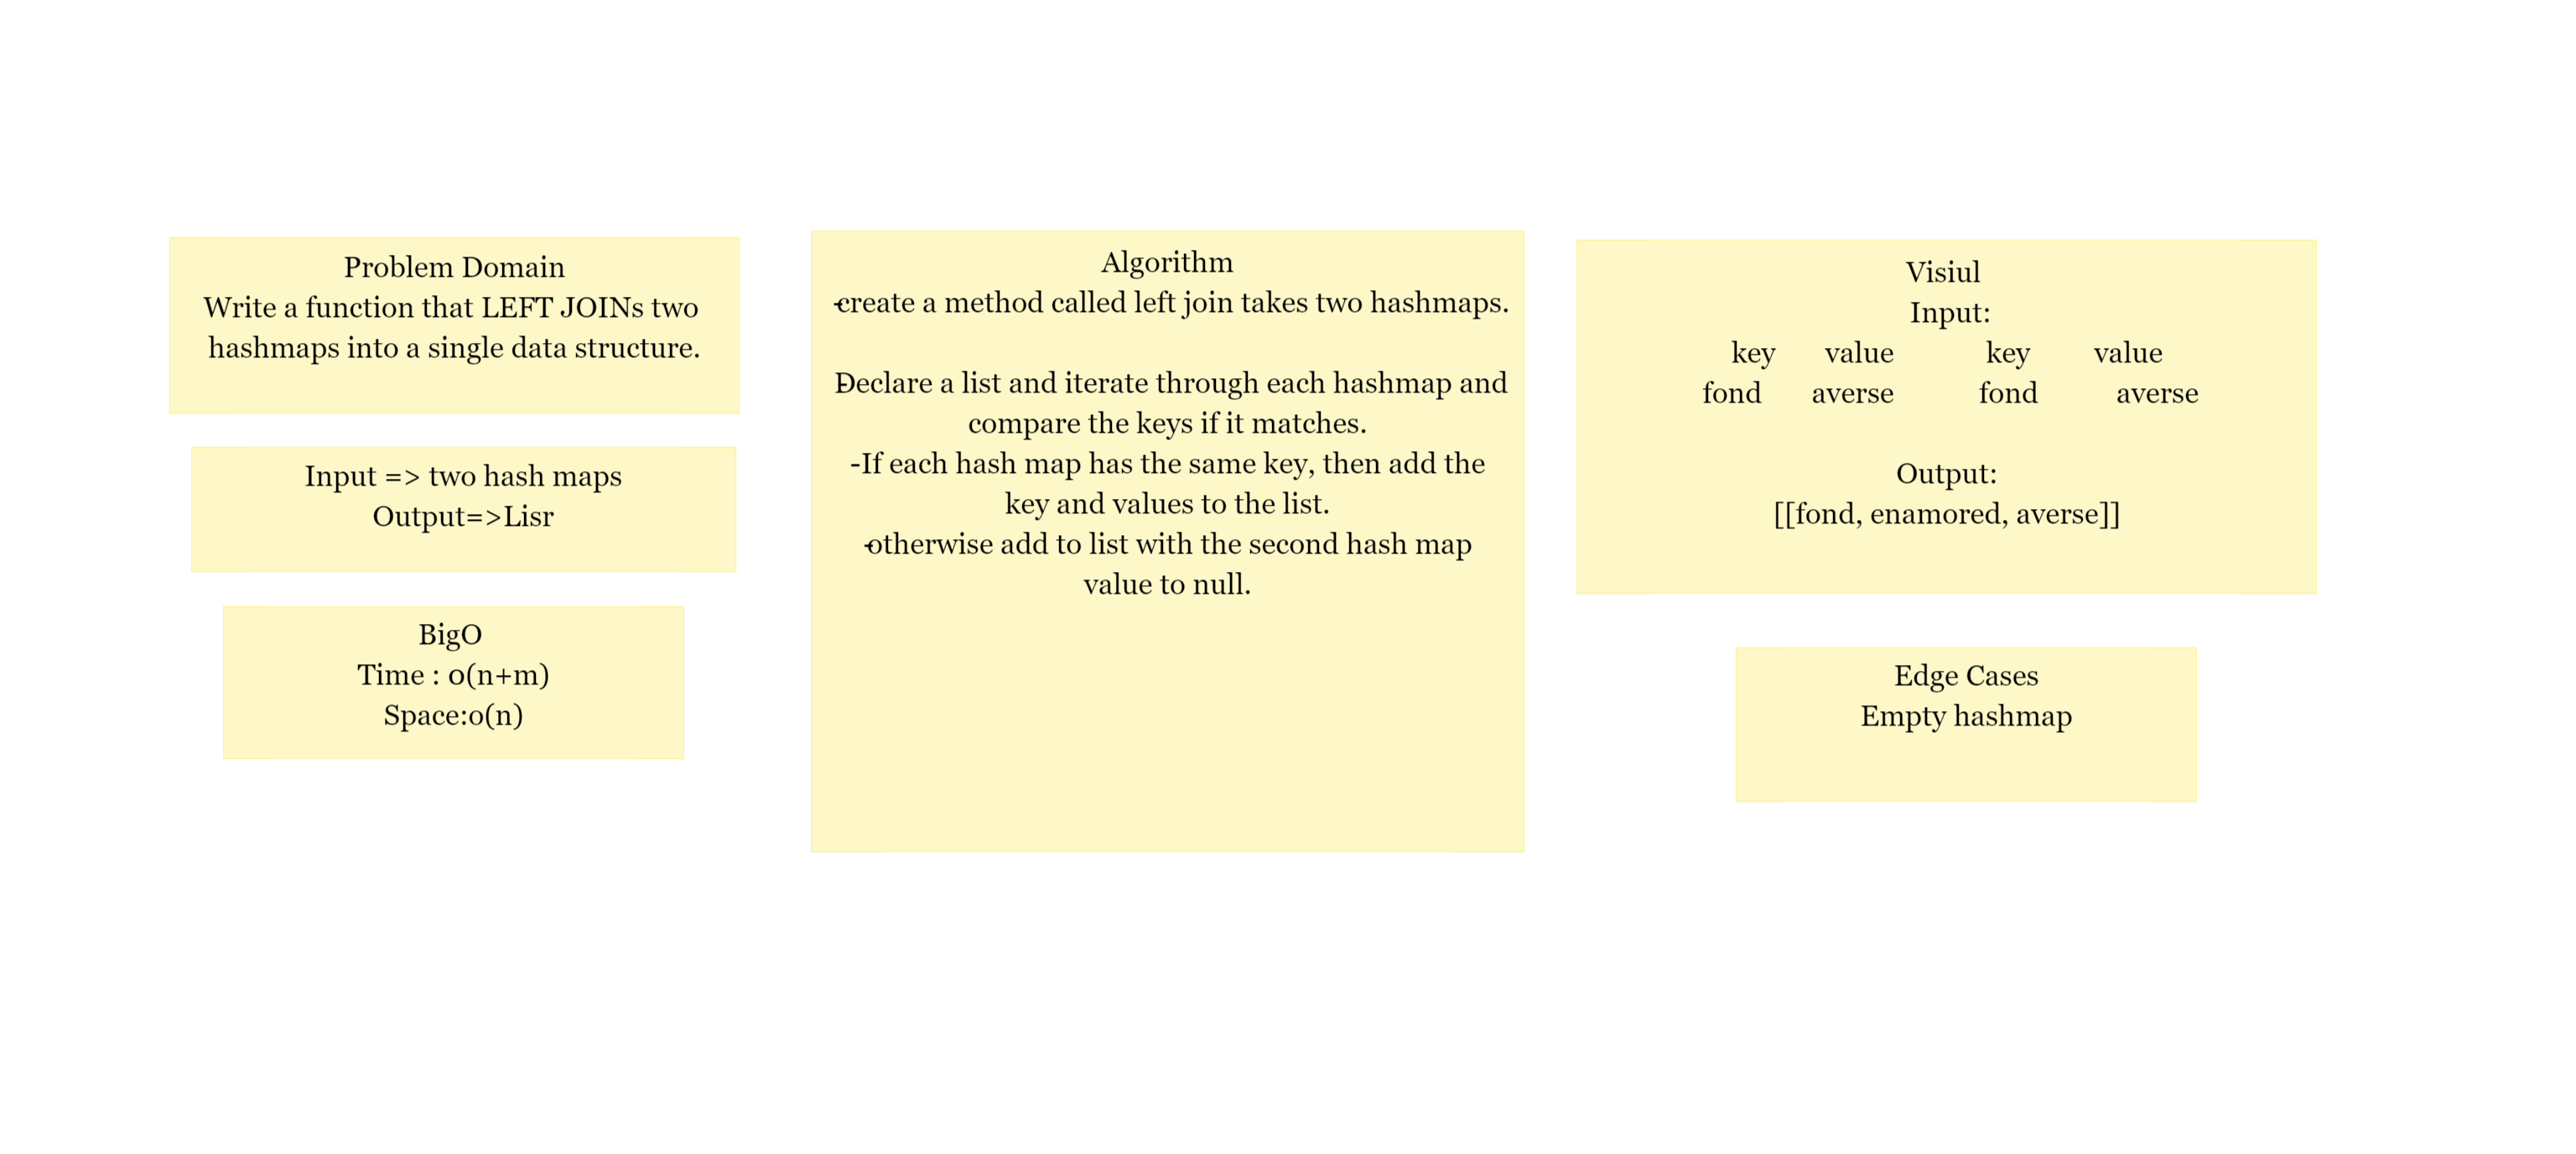 Problem Domain
Write a function that LEFT JOINs two
hashmaps into a single data structure.
Input => two hash maps
Output=>Lisr
BigO
Time : o(n+m)
Space:o(n)
Algorithm
-create a method called left join takes two hashmaps.
-Declare a list and iterate through each hashmap and
compare the keys if it matches.
-If each hash map has the same key, then add the
key and values to the list.
-otherwise add to list with the second hash map
value to null.
Visiul
Input:
key value key value
fond averse fond averse
Output:
[[fond, enamored, averse]]
Edge Cases
Empty hashmap